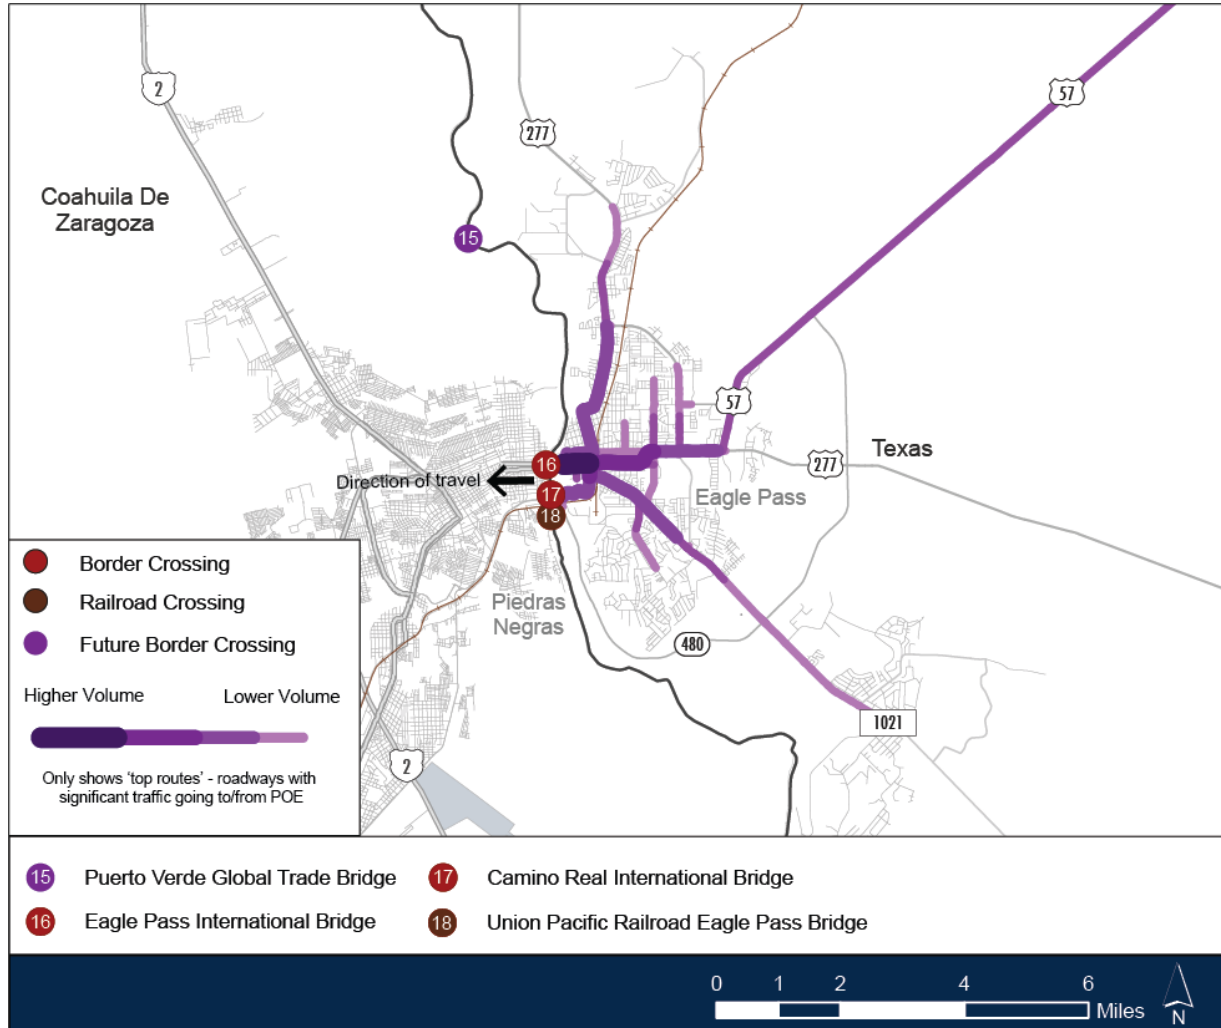 2
57
277
Coahuila De
Zaragoza
15
57
Texas
16
277
Direction of travel
17
Eagle Pass
18
Border Crossing
Railroad Crossing
Piedras
Negras
Future Border Crossing
480
Higher Volume
Lower Volume
1021
2
Only shows 'top routes' - roadways with
significant traffic going to/from POE
15 Puerto Verde Global Trade Bridge
17 Camino Real International Bridge
16 Eagle Pass International Bridge
18 Union Pacific Railroad Eagle Pass Bridge
0 1 2 4 6
Miles
N